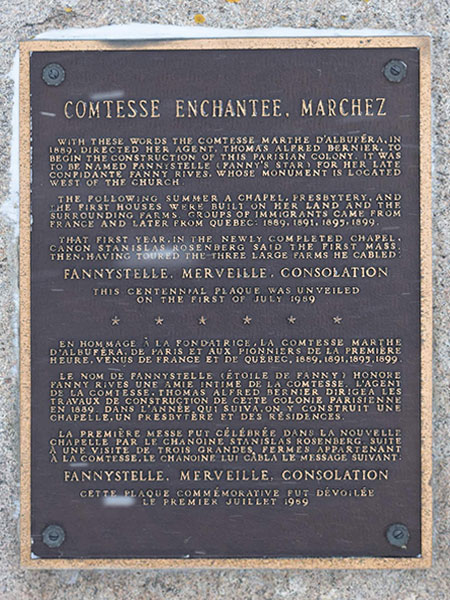 COMTESSE ENCHANTEE, MARCHEZ
WITH THESE WORDS THE COMTESSE MARTHE D'ALBUFÉRA, IN
1889, DIRECTED HER AGENT, THOMAS ALFRED BERNIER, TO
BEGIN THE CONSTRUCTION OF THIS PARISIAN COLONY. IT WAS
TO BE NAMED FANNYSTELLE (FANNY'S STAR) FOR HER LATE
CONFIDANTE FANNY RIVES, WHOSE MONUMENT IS LOCATED
WEST OF THE CHURCH.
THE FOLLOWING SUMMER A CHAPEL, PRESBYTERY, AND
THE FIRST HOUSES WERE BUILT ON HER LAND AND THE
SURROUNDING FARMS. GROUPS OF IMMIGRANTS CAME FROM
FRANCE AND LATER FROM QUEBEC: 1889, 1891, 1895, 1899.
THAT FIRST YEAR, IN THE NEWLY COMPLETED CHAPEL,
CANON STANISLAS ROSENBERG SAID THE FIRST MASS.
THEN, HAVING TOURED THE THREE LARGE FARMS HE CABLED:
FANNYSTELLE, MERVEILLE, CONSOLATION
THIS CENTENNIAL PLAQUE WAS UNVEILED
ON THE FIRST OF JULY 1989
★ ★ ★ ★ ★ ★
EN HOMMAGE À LA FONDATRICE, LA COMTESSE MARTHE
D'ALBUFÉRA, DE PARIS ET AUX PIONNIERS DE LA PREMIÈRE
HEURE, VENUS DE FRANCE ET DE QUÉBEC, 1889, 1891, 1895, 1899.
LE NOM DE FANNYSTELLE (ÉTOILE DE FANNY) HONORE
FANNY RIVES UNE AMIE INTIME DE LA COMTESSE. L'AGENT
DE LA COMTESSE, THOMAS ALFRED BERNIER DIRIGEA LES
TRAVAUX DE CONSTRUCTION DE CETTE COLONIE PARISIENNE
EN 1889. DANS L'ANNÉE QUI SUIVA, ON Y CONSTRUIT UNE
CHAPELLE, UN PRESBYTÈRE ET DES RÉSIDENCES.
LA PREMIÈRE MESSE FUT CÉLÉBRÉE DANS LA NOUVELLE
CHAPELLE PAR LE CHANOINE STANISLAS ROSENBERG. SUITE
À UNE VISITE DE TROIS GRANDES FERMES APPARTENANT
À LA COMTESSE, LE CHANOINE LUI CÂBLA LE MESSAGE SUIVANT:
FANNYSTELLE, MERVEILLE, CONSOLATION
CETTE PLAQUE COMMÉMORATIVE FUT DÉVOILÉE
LE PREMIER JUILLET 1989